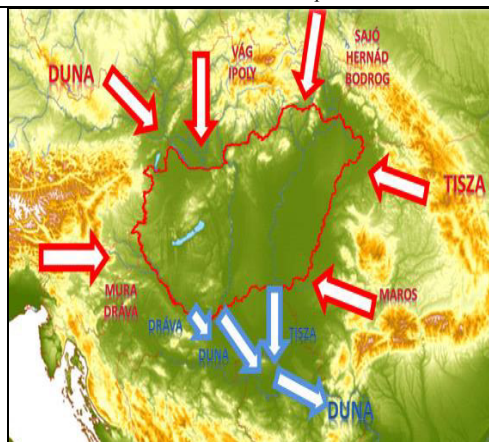 DUNA
VÁG
IPOLY
SAJÓ
HERNÁD
BODROG
TISZA
MURA
DRÁVA
MAROS
DRÁVA
DUNA
TISZA
DUNA